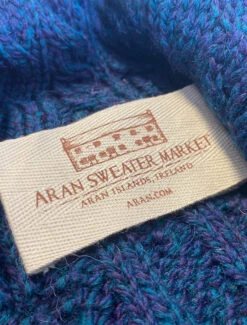 ARAN SWEATER MARKET
ARAN ISLANDS, IRELAND
ARAN.COM